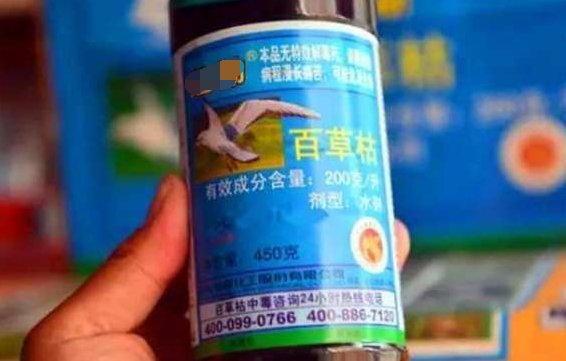 ® 本品无特效解毒药
病程漫长痛苦，可能
百草枯
有效成分含量：200克/升
剂型：水
450克
百草枯中毒咨询24小时热线电话
400-099-0766 400-886-7120